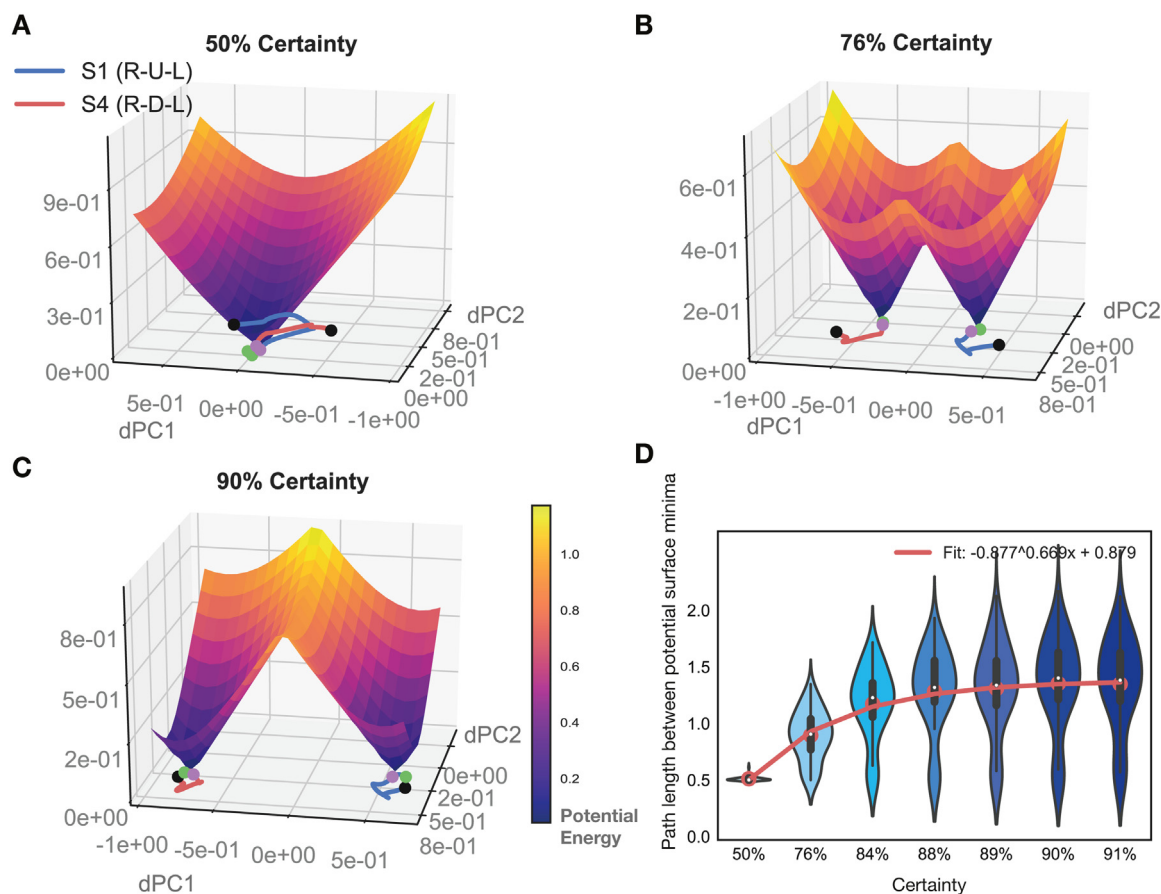 A
50% Certainty
S1 (R-U-L)
S4 (R-D-L)
9e-01
6e-01
3e-01
0e+00
5e-01
0e+00
-5e-01
-1e+00
dPC1
dPC2
8e-01
5e-01
2e-01
0e+00
B
76% Certainty
6e-01
4e-01
2e-01
0e+00
-1e+00
-5e-01
0e+00
5e-01
dPC1
dPC2
0e+00
2e-01
5e-01
8e-01
C
90% Certainty
8e-01
5e-01
2e-01
0e+00
-1e+00
-5e-01
0e+00
5e-01
dPC1
dPC2
0e+00
2e-01
5e-01
8e-01
1.0
0.8
0.6
0.4
0.2
Potential
Energy
D
Path length between potential surface minima
Fit: -0.877^0.669x + 0.879
2.0
1.5
1.0
0.5
0.0
50%
76%
84%
88%
89%
90%
91%
Certainty